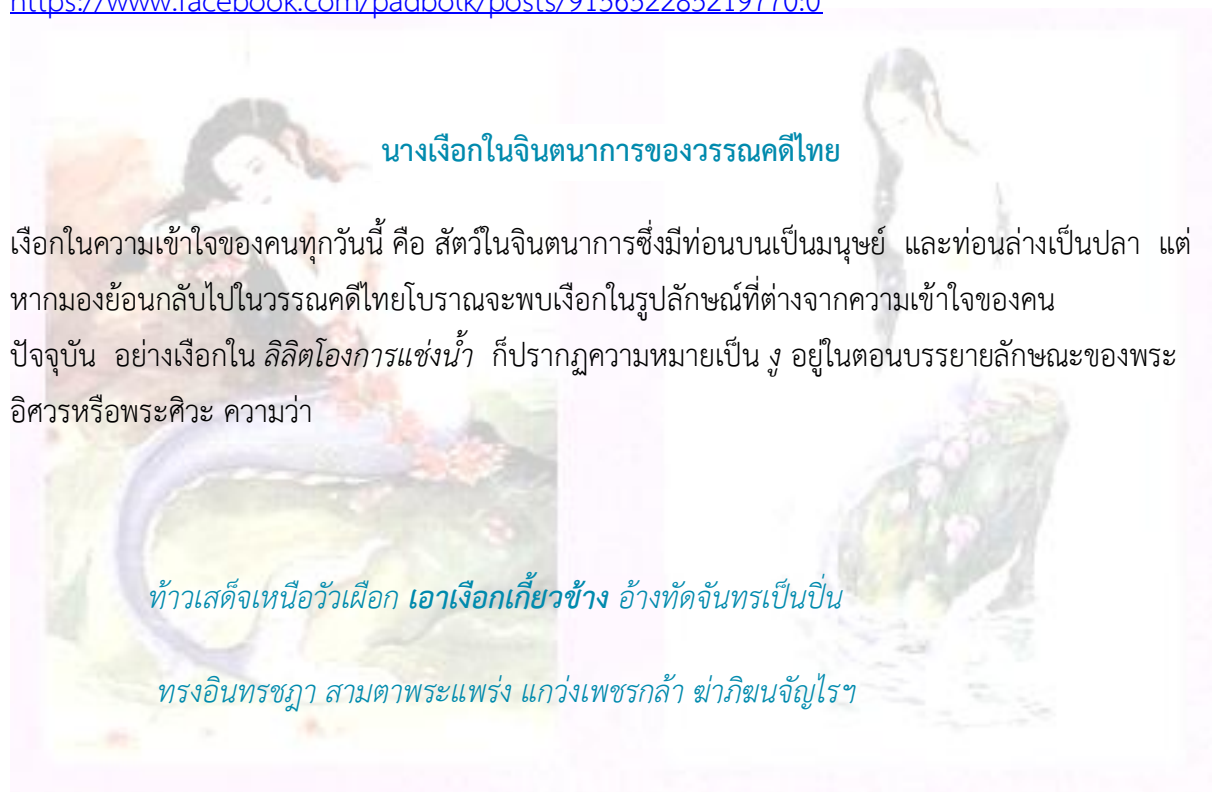 https://www.facebook.com/padbolk/posts/915652285219770:0
นางเงือกในจินตนาการของวรรณคดีไทย
เงือกในความเข้าใจของคนทุกวันนี้ คือ สัตว์ในจินตนาการซึ่งมีท่อนบนเป็นมนุษย์ และท่อนล่างเป็นปลา แต่
หากมองย้อนกลับไปในวรรณคดีไทยโบราณจะพบเงือกในรูปลักษณ์ที่ต่างจากความเข้าใจของคน
ปัจจุบัน อย่างเงือกใน ลิลิตโองการแช่งน้ำ ก็ปรากฏความหมายเป็น งู อยู่ในตอนบรรยายลักษณะของพระ
อิศวรหรือพระศิวะ ความว่า
ท้าวเสด็จเหนือวัวเผือก เอาเงือกเกี้ยวข้าง อ้างทัดจันทรเป็นปิ่น
ทรงอินทรชฎา สามตาพระแพร่ง แกว่งเพชรกล้า ฆ่าภิฆนจัญไรฯ